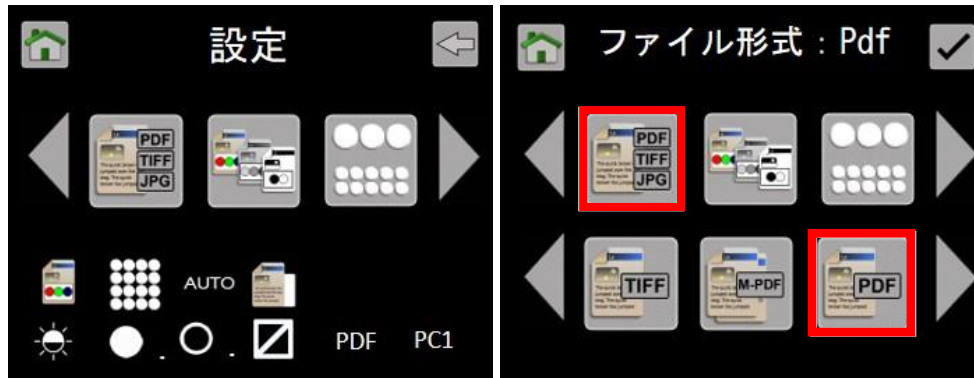 設定
PDF
TIFF
JPG
AUTO
PDF PC1
ファイル形式:Pdf
PDF
TIFF
JPG
TIFF
M-PDF
PDF